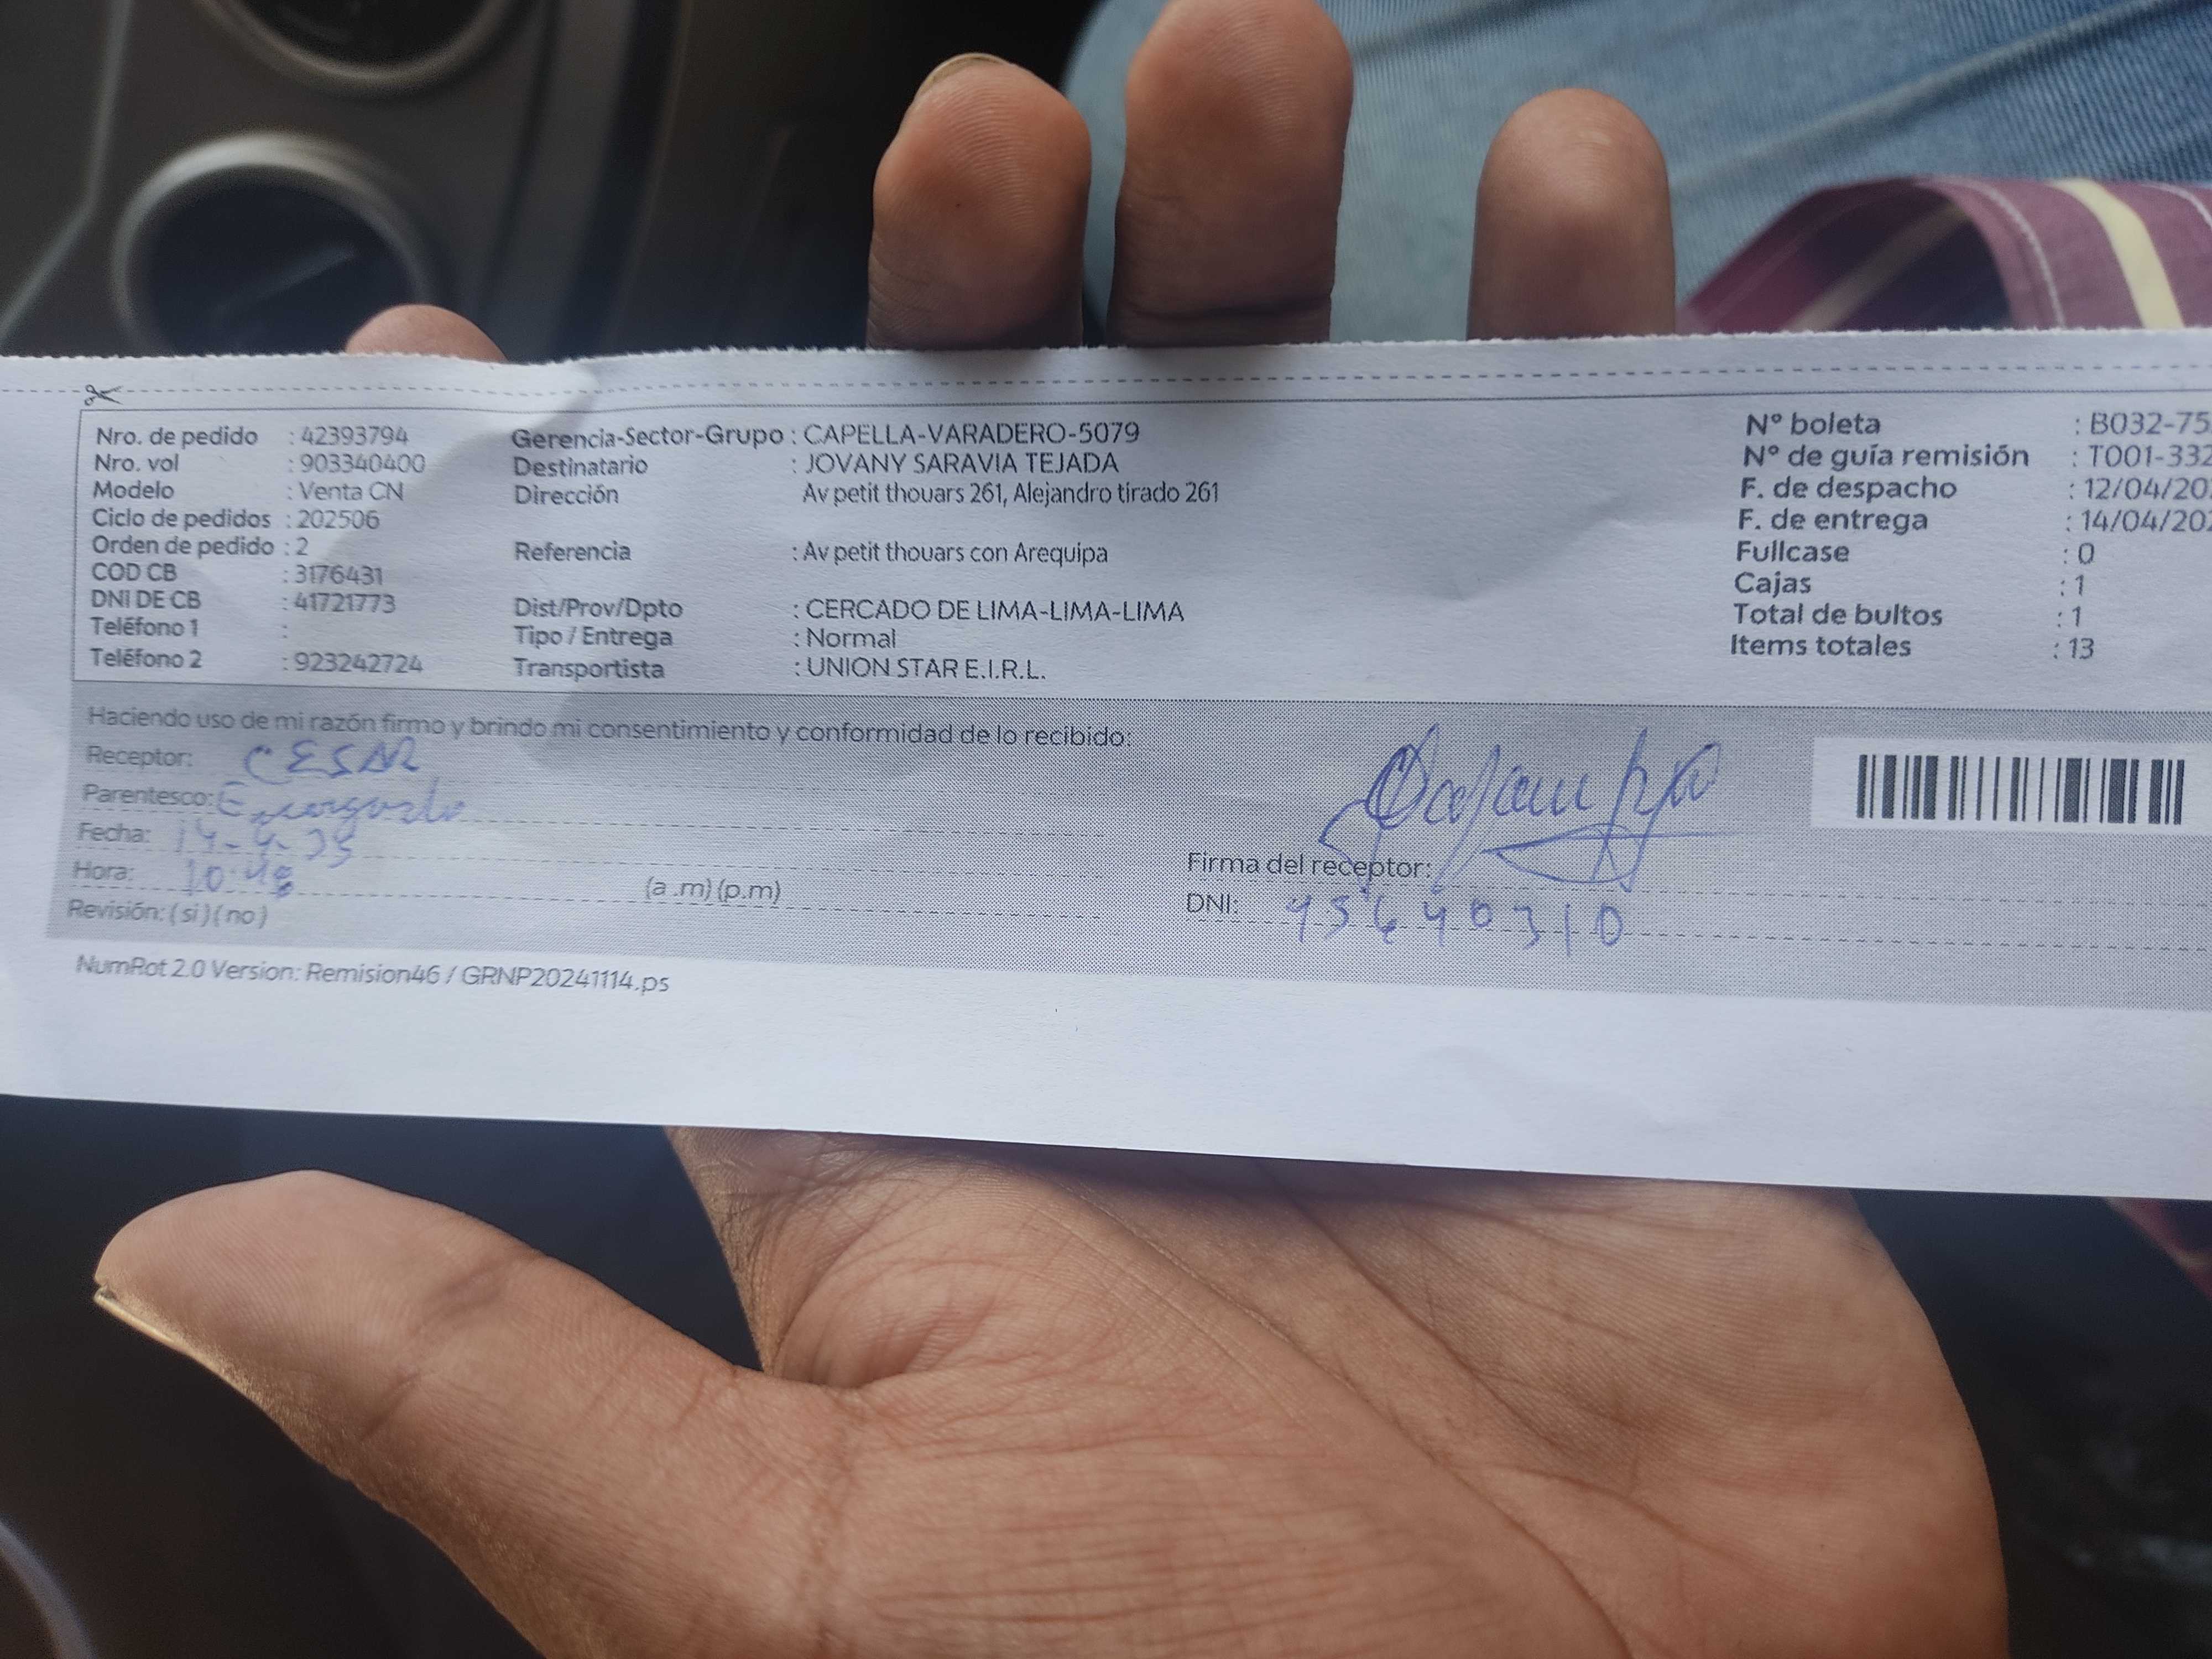 Nro. de pedido : 42393794
Nro. vol : 903340400
Modelo : Venta CN
Ciclo de pedidos : 202506
Orden de pedido : 2
COD CB : 3176431
DNI DE CB : 41721773
Teléfono 1 :
Teléfono 2 : 923242724
Gerencia-Sector-Grupo : CAPELLA-VARADERO-5079
Destinatario : JOVANY SARAVIA TEJADA
Dirección Av petit thouars 261, Alejandro tirado 261
Referencia : Av petit thouars con Arequipa
Dist/Prov/Dpto : CERCADO DE LIMA-LIMA-LIMA
Tipo / Entrega : Normal
Transportista : UNION STAR E.I.R.L.
N° boleta : B032-75
N° de guía remisión : T001-332
F. de despacho : 12/04/20
F. de entrega : 14/04/20
Fullcase : 0
Cajas : 1
Total de bultos : 1
Items totales : 13
Haciendo uso de mi razón firmo y brindo mi consentimiento y conformidad de lo recibido:
Receptor: CESAR
Parentesco: Encargado
Fecha: 14-4-25
Hora: 10:48 (a .m) (p.m)
Revisión: ( si ) ( no )
Firma del receptor:
DNI:
NumRot 2.0 Version: Remision46 / GRNP20241114.ps